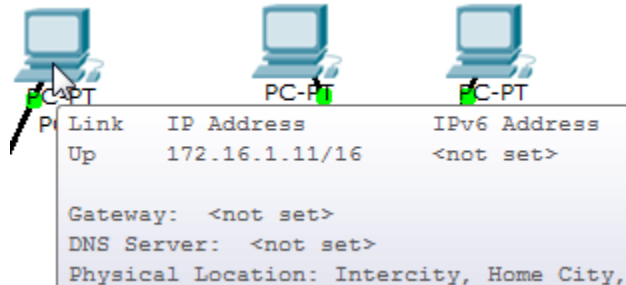 PC-PT PC-PT PC-PT
Link IP Address IPv6 Address
Up 172.16.1.11/16 <not set>
Gateway: <not set>
DNS Server: <not set>
Physical Location: Intercity, Home City,